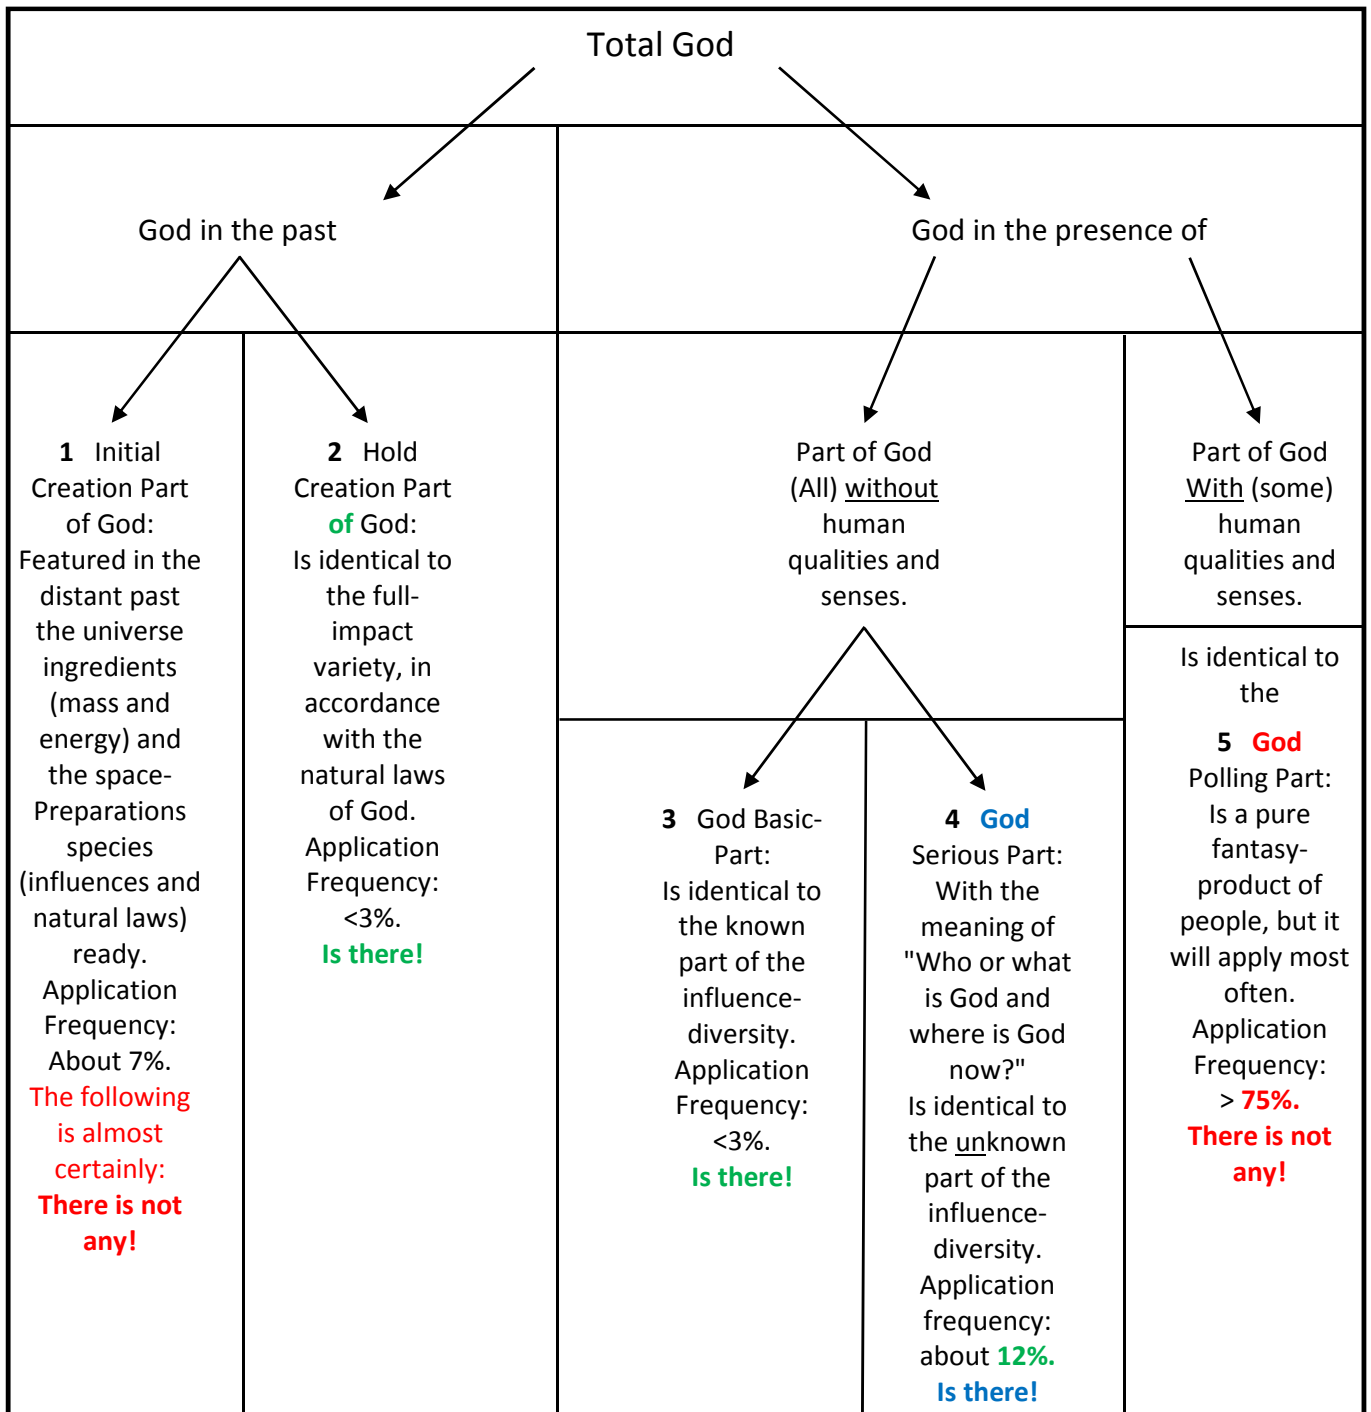 Total God
God in the past
God in the presence of
1 Initial
Creation Part
of God:
Featured in the
distant past
the universe
ingredients
(mass and
energy) and
the space-
Preparations
species
(influences and
natural laws)
ready.
Application
Frequency:
About 7%.
The following
is almost
certainly:
There is not
any!
2 Hold
Creation Part
of God:
Is identical to
the full-
impact
variety, in
accordance
with the
natural laws
of God.
Application
Frequency:
<3%.
Is there!
Part of God
(All) without
human
qualities and
senses.
3 God Basic-
Part:
Is identical to
the known
part of the
influence-
diversity.
Application
Frequency:
<3%.
Is there!
4 God
Serious Part:
With the
meaning of
"Who or what
is God and
where is God
now?"
Is identical to
the unknown
part of the
influence-
diversity.
Application
frequency:
about 12%.
Is there!
Part of God
With (some)
human
qualities and
senses.
Is identical to
the
5 God
Polling Part:
Is a pure
fantasy-
product of
people, but it
will apply most
often.
Application
Frequency:
> 75%.
There is not
any!